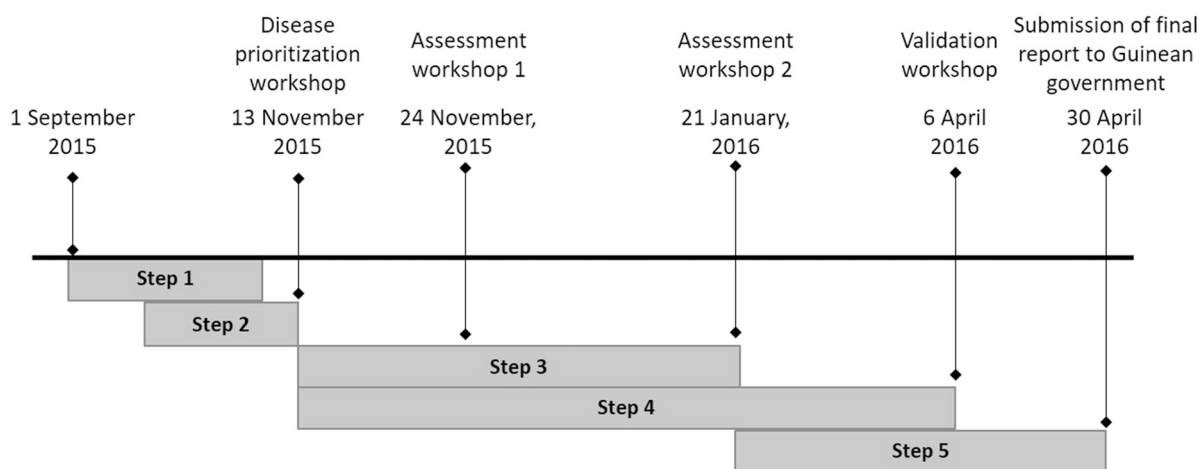 1 September
2015
Disease
prioritization
workshop
13 November
2015
Assessment
workshop 1
24 November,
2015
Assessment
workshop 2
21 January,
2016
Validation
workshop
6 April
2016
Submission of final
report to Guinean
government
30 April
2016
Step 1
Step 2
Step 3
Step 4
Step 5